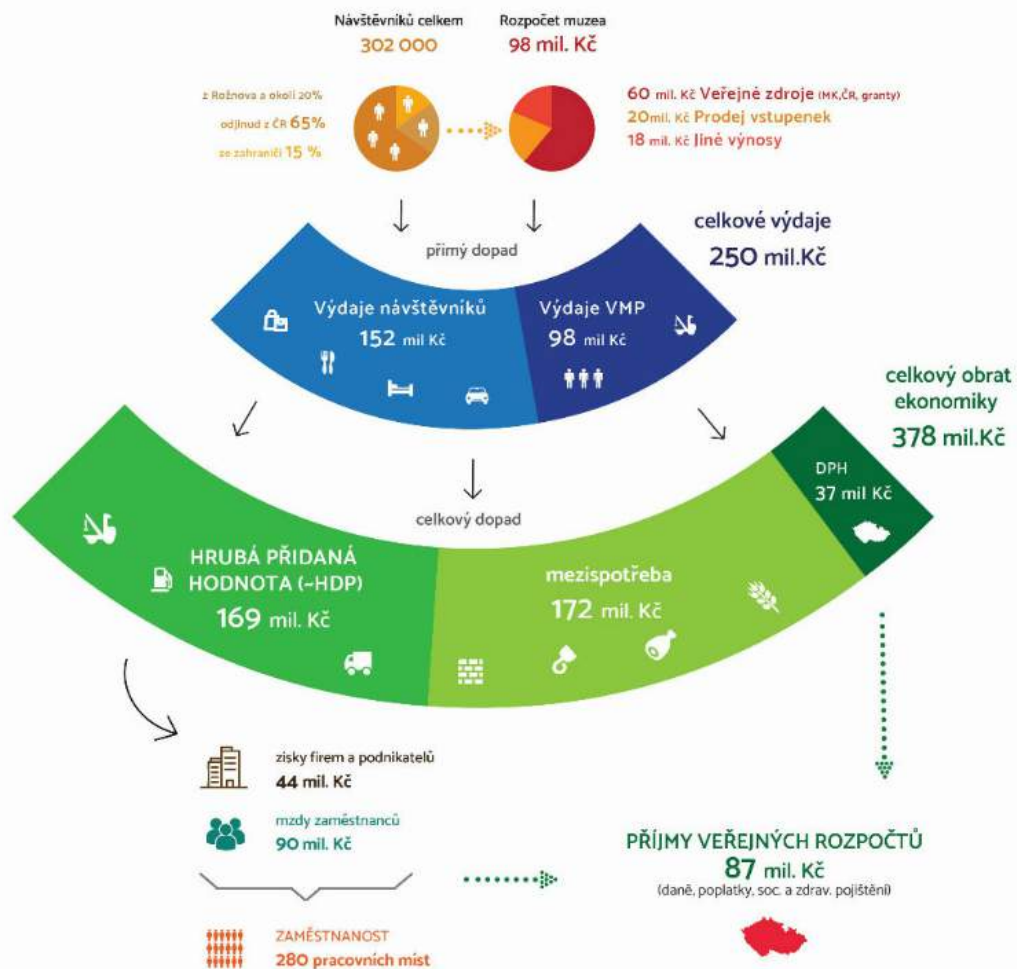 Návštěvníků celkem
302 000
Rozpočet muzea
98 mil. Kč
z Rožnova a okolí 20%
odjinud z ČR 65%
ze zahraničí 15 %
60 mil. Kč Veřejné zdroje (MK,ČR, granty)
20mil. Kč Prodej vstupenek
18 mil. Kč Jiné výnosy
přímý dopad
celkové výdaje
250 mil.Kč
Výdaje návštěvníků
152 mil Kč
Výdaje VMP
98 mil Kč
celkový obrat
ekonomiky
378 mil.Kč
DPH
37 mil Kč
celkový dopad
HRUBÁ PŘIDANÁ
HODNOTA (~HDP)
169 mil. Kč
mezispotřeba
172 mil. Kč
zisky firem a podnikatelů
44 mil. Kč
mzdy zaměstnanců
90 mil. Kč
PŘÍJMY VEŘEJNÝCH ROZPOČTŮ
87 mil. Kč
(daně, poplatky, soc. a zdrav. pojištění)
ZAMĚSTNANOST
280 pracovních míst